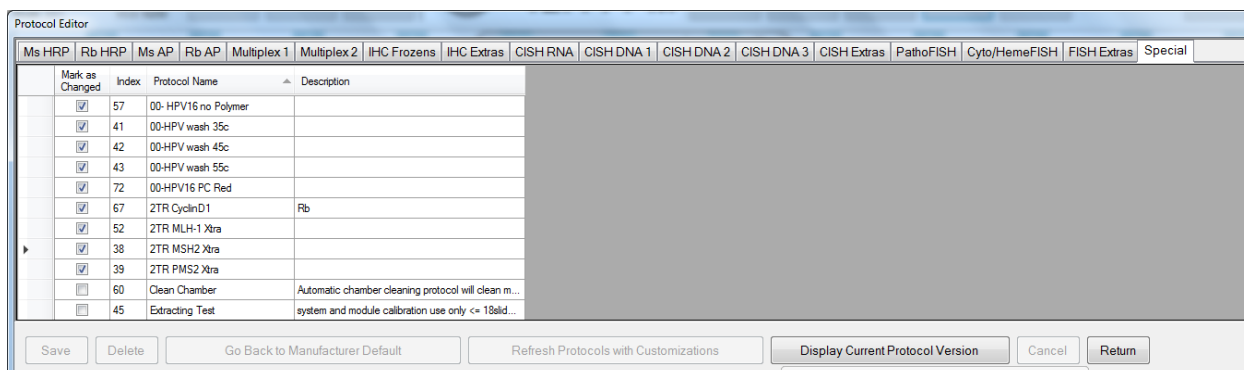 Protocol Editor
Ms HRP Rb HRP Ms AP Rb AP Multiplex 1 Multiplex 2 IHC Frozens IHC Extras CISH RNA CISH DNA 1 CISH DNA 2 CISH DNA 3 CISH Extras PathoFISH Cyto/HemeFISH FISH Extras Special
Mark as
Changed Index Protocol Name Description
57 00- HPV16 no Polymer
41 00-HPV wash 35c
42 00-HPV wash 45c
43 00-HPV wash 55c
72 00-HPV16 PC Red
67 2TR CyclinD1 Rb
52 2TR MLH-1 Xtra
38 2TR MSH2 Xtra
39 2TR PMS2 Xtra
60 Clean Chamber Automatic chamber cleaning protocol will clean m...
45 Extracting Test system and module calibration use only <= 18slid...
Save Delete Go Back to Manufacturer Default Refresh Protocols with Customizations Display Current Protocol Version Cancel Return